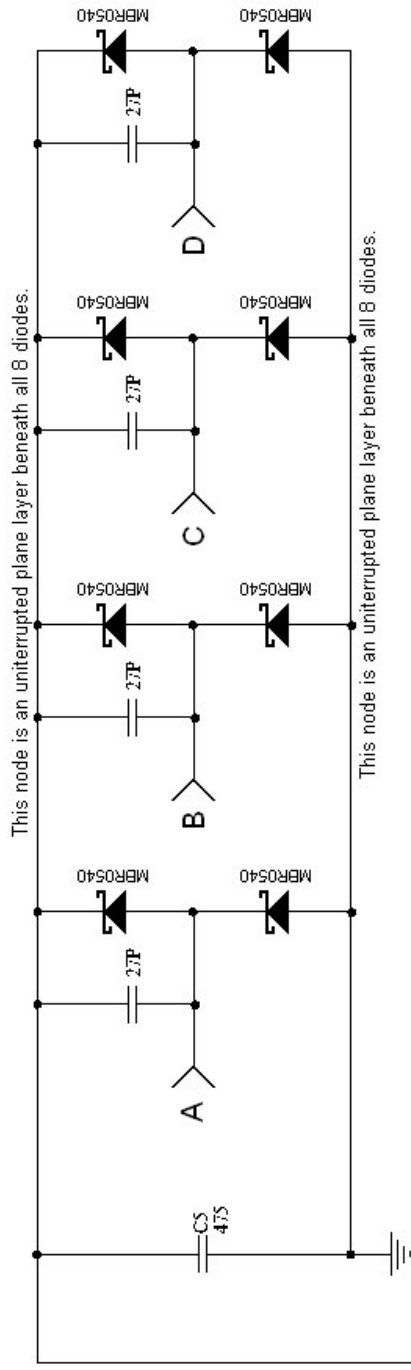 This node is an uniterrupted plane layer beneath all 8 diodes.
MBR0540
MBR0540
MBR0540
MBR0540
27P
27P
27P
27P
A
B
C
D
C5
475
MBR0540
MBR0540
MBR0540
MBR0540
This node is an uniterrupted plane layer beneath all 8 diodes.